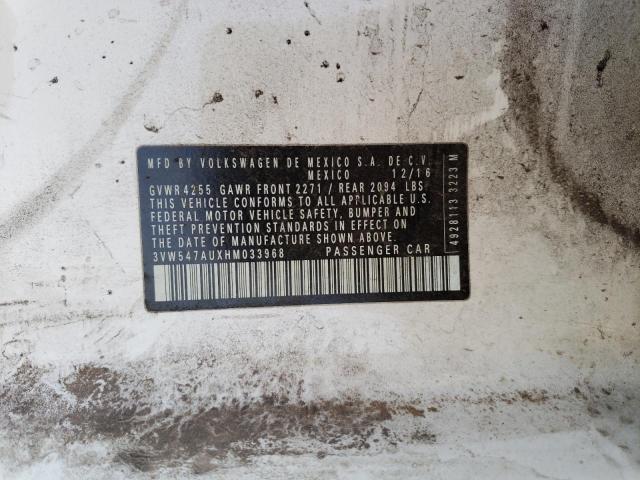 MFD BY VOLKSWAGEN DE MEXICO S.A. DE C.V.
MEXICO 12/16
GVWR 4255 GAWR FRONT 2271 / REAR 2094 LBS
THIS VEHICLE CONFORMS TO ALL APPLICABLE U.S.
FEDERAL MOTOR VEHICLE SAFETY, BUMPER AND
THEFT PREVENTION STANDARDS IN EFFECT ON
THE DATE OF MANUFACTURE SHOWN ABOVE.
3VW547AUXHM033968 PASSENGER CAR
4928113 3223 M